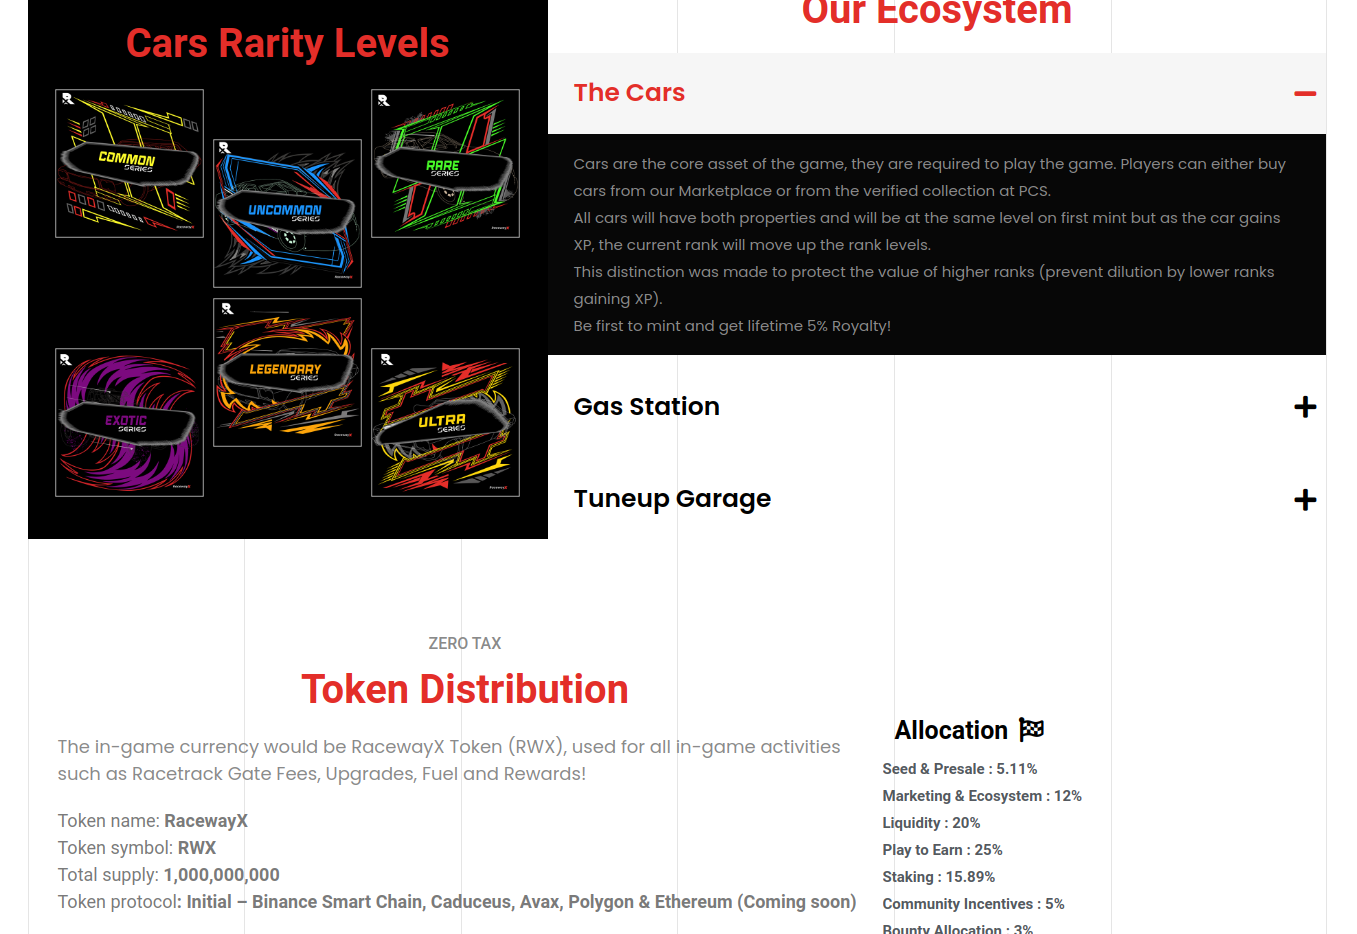 Cars Rarity Levels
COMMON
SERIES
UNCOMMON
SERIES
RARE
SERIES
EXOTIC
SERIES
LEGENDARY
SERIES
ULTRA
SERIES
Our Ecosystem
The Cars
Cars are the core asset of the game, they are required to play the game. Players can either buy
cars from our Marketplace or from the verified collection at PCS.
All cars will have both properties and will be at the same level on first mint but as the car gains
XP, the current rank will move up the rank levels.
This distinction was made to protect the value of higher ranks (prevent dilution by lower ranks
gaining XP).
Be first to mint and get lifetime 5% Royalty!
Gas Station
Tuneup Garage
ZERO TAX
Token Distribution
The in-game currency would be RacewayX Token (RWX), used for all in-game activities
such as Racetrack Gate Fees, Upgrades, Fuel and Rewards!
Token name: RacewayX
Token symbol: RWX
Total supply: 1,000,000,000
Token protocol: Initial – Binance Smart Chain, Caduceus, Avax, Polygon & Ethereum (Coming soon)
Allocation
Seed & Presale : 5.11%
Marketing & Ecosystem : 12%
Liquidity : 20%
Play to Earn : 25%
Staking : 15.89%
Community Incentives : 5%
Bounty Allocation : 3%